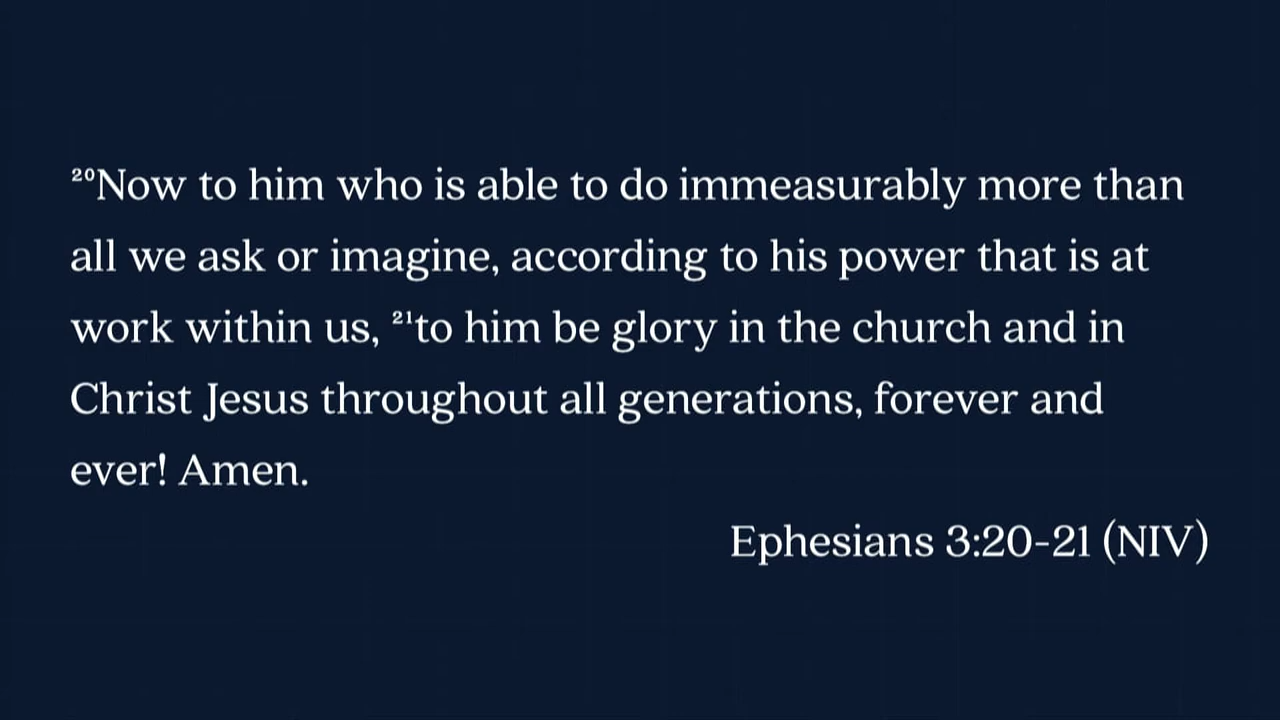 ²⁰Now to him who is able to do immeasurably more than
all we ask or imagine, according to his power that is at
work within us, ²¹to him be glory in the church and in
Christ Jesus throughout all generations, forever and
ever! Amen.
Ephesians 3:20-21 (NIV)